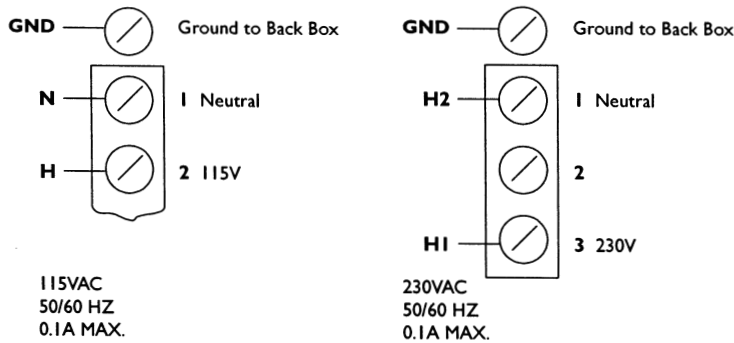 GND Ground to Back Box
N 1 Neutral
H 2 115V
115VAC
50/60 HZ
0.1A MAX.
GND Ground to Back Box
H2 1 Neutral
2
H1 3 230V
230VAC
50/60 HZ
0.1A MAX.